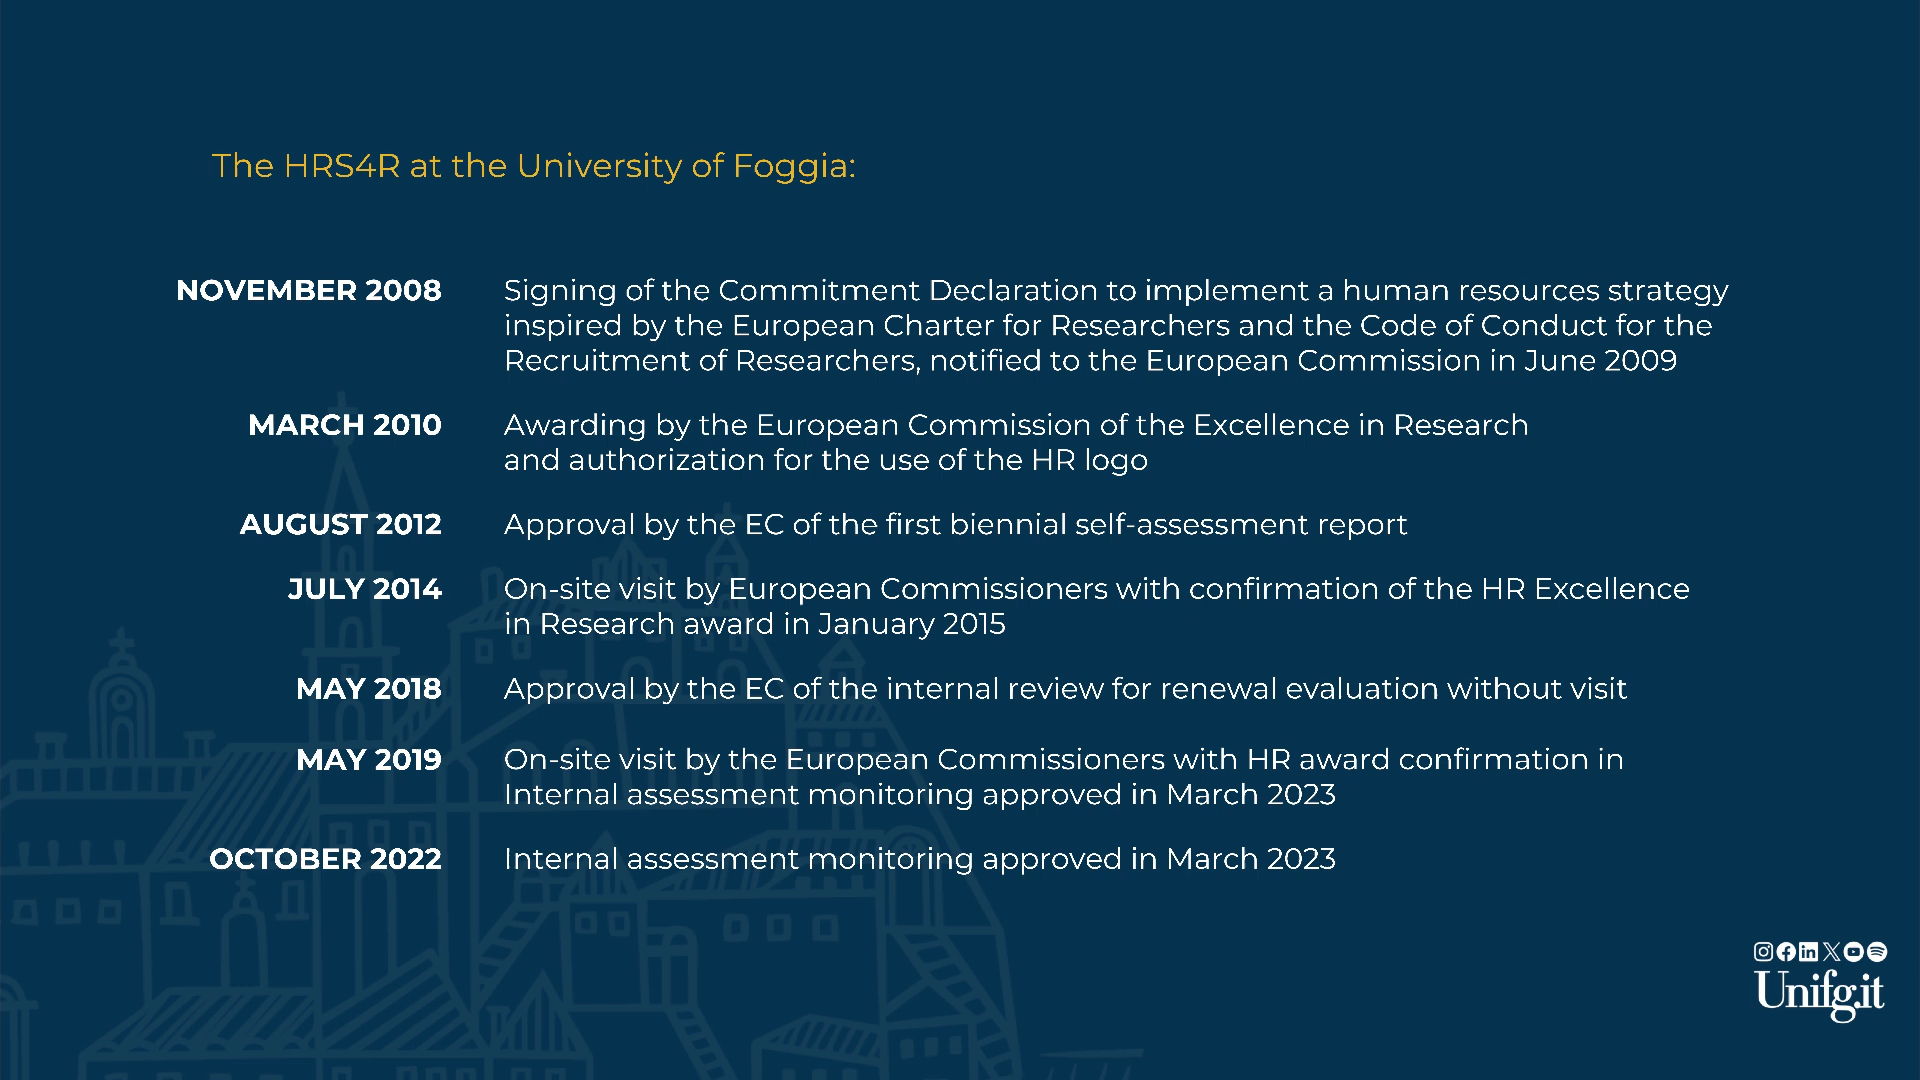 The HRS4R at the University of Foggia:
NOVEMBER 2008
Signing of the Commitment Declaration to implement a human resources strategy
inspired by the European Charter for Researchers and the Code of Conduct for the
Recruitment of Researchers, notified to the European Commission in June 2009
MARCH 2010
Awarding by the European Commission of the Excellence in Research
and authorization for the use of the HR logo
AUGUST 2012
Approval by the EC of the first biennial self-assessment report
JULY 2014
On-site visit by European Commissioners with confirmation of the HR Excellence
in Research award in January 2015
MAY 2018
Approval by the EC of the internal review for renewal evaluation without visit
MAY 2019
On-site visit by the European Commissioners with HR award confirmation in
Internal assessment monitoring approved in March 2023
OCTOBER 2022
Internal assessment monitoring approved in March 2023
Unifg.it